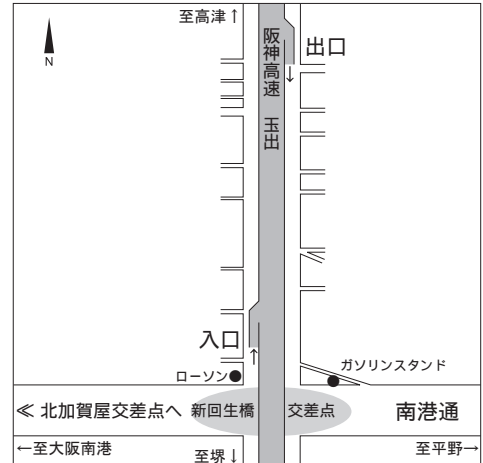 至高津↑
阪神高速 玉出
出口
↓
N
入口
↑
ローソン●
ガソリンスタンド
≪ 北加賀屋交差点へ 新回生橋 交差点 南港通
←至大阪南港
至堺↓
至平野→